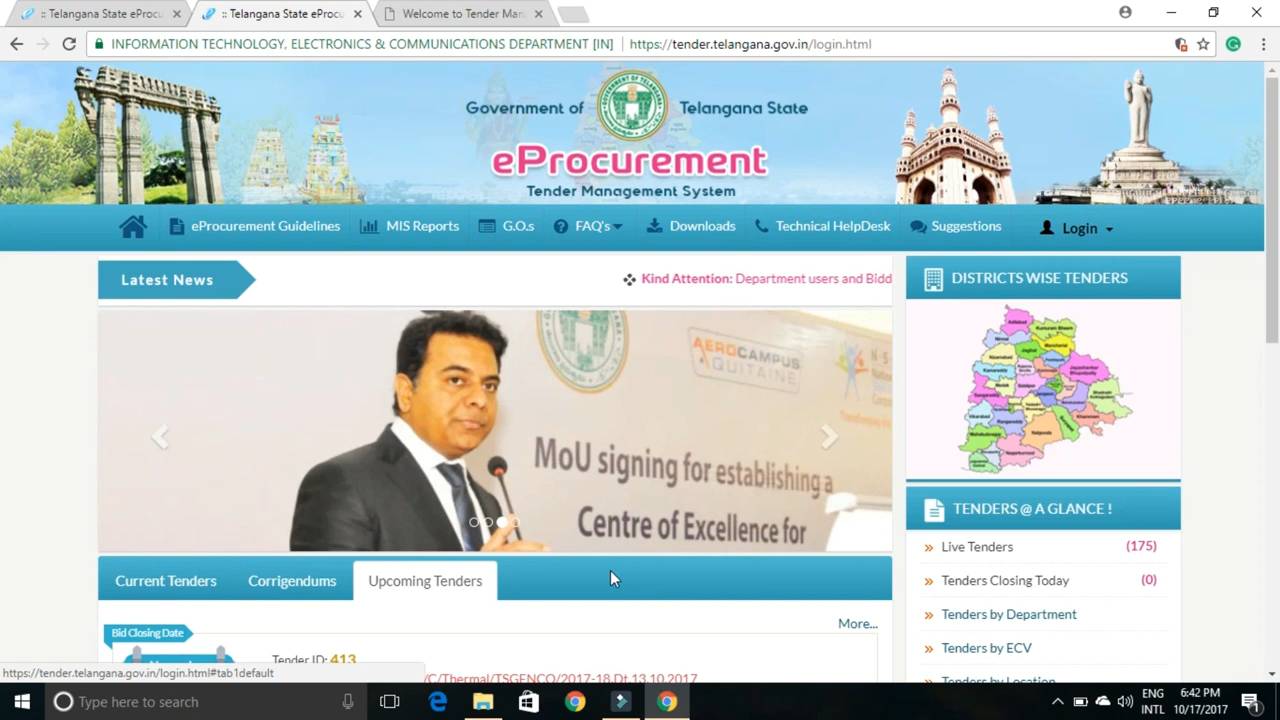 :: Telangana State eProcu
:: Telangana State eProcu
Welcome to Tender Man
INFORMATION TECHNOLOGY, ELECTRONICS & COMMUNICATIONS DEPARTMENT [IN]
https://tender.telangana.gov.in/login.html
Government of
Telangana State
eProcurement
Tender Management System
eProcurement Guidelines
MIS Reports
G.O.s
FAQ's
Downloads
Technical HelpDesk
Suggestions
Login
Latest News
Kind Attention: Department users and Bidd
DISTRICTS WISE TENDERS
AEROCAMPUS
AQUITAINE
MoU signing for establishing a
Centre of Excellence for
TENDERS @ A GLANCE !
Live Tenders (175)
Tenders Closing Today (0)
Tenders by Department
Tenders by ECV
Tenders by Location
Current Tenders
Corrigendums
Upcoming Tenders
More...
Bid Closing Date
Tender ID: 413
/C/Thermal/TSGENCO/2017-18.Dt.13.10.2017
https://tender.telangana.gov.in/login.html#tab1default
Type here to search
ENG
INTL
6:42 PM
10/17/2017
1